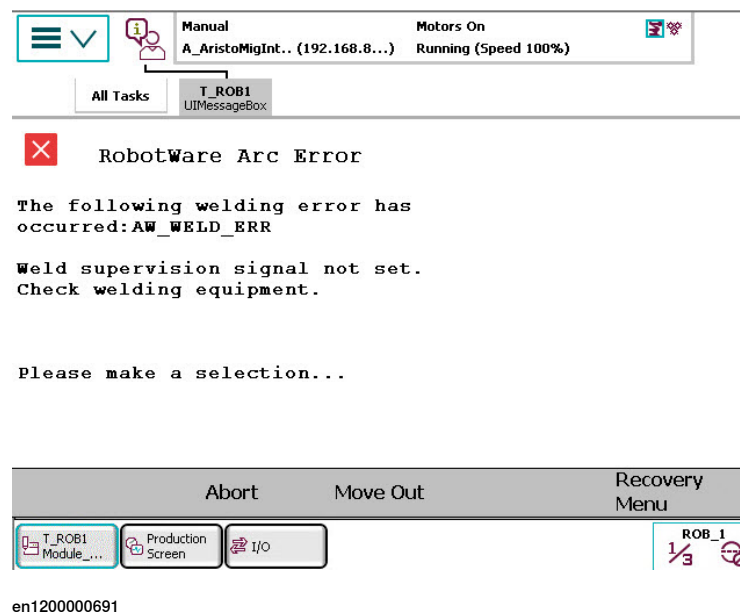 Manual
Motors On
A_AristoMigInt.. (192.168.8...)
Running (Speed 100%)
All Tasks
T_ROB1
UIMessageBox
RobotWare Arc Error
The following welding error has
occurred:AW_WELD_ERR
Weld supervision signal not set.
Check welding equipment.
Please make a selection...
Abort
Move Out
Recovery
Menu
T_ROB1
Module_...
Production
Screen
I/O
ROB_1
1/3
en1200000691